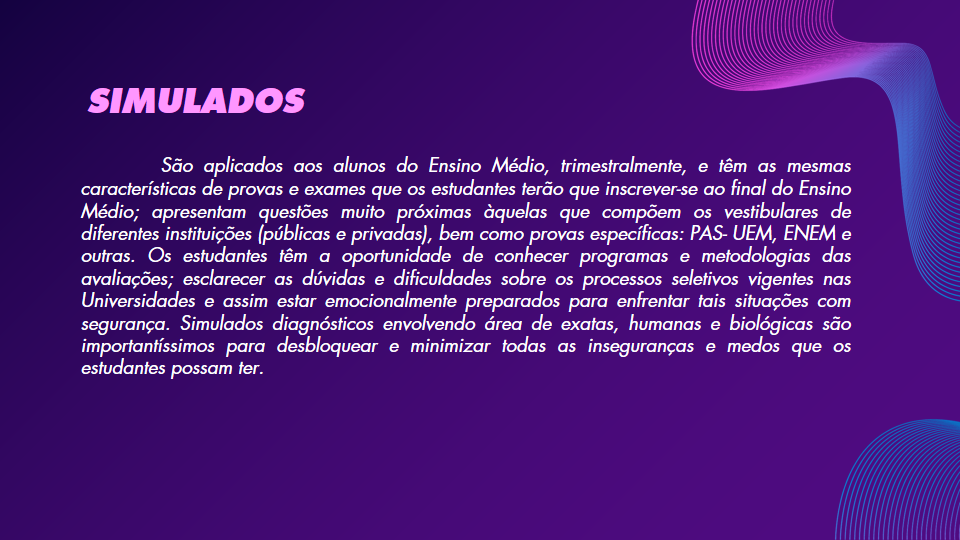 SIMULADOS
São aplicados aos alunos do Ensino Médio, trimestralmente, e têm as mesmas
características de provas e exames que os estudantes terão que inscrever-se ao final do Ensino
Médio; apresentam questões muito próximas àquelas que compõem os vestibulares de
diferentes instituições (públicas e privadas), bem como provas específicas: PAS- UEM, ENEM e
outras. Os estudantes têm a oportunidade de conhecer programas e metodologias das
avaliações; esclarecer as dúvidas e dificuldades sobre os processos seletivos vigentes nas
Universidades e assim estar emocionalmente preparados para enfrentar tais situações com
segurança. Simulados diagnósticos envolvendo área de exatas, humanas e biológicas são
importantíssimos para desbloquear e minimizar todas as inseguranças e medos que os
estudantes possam ter.